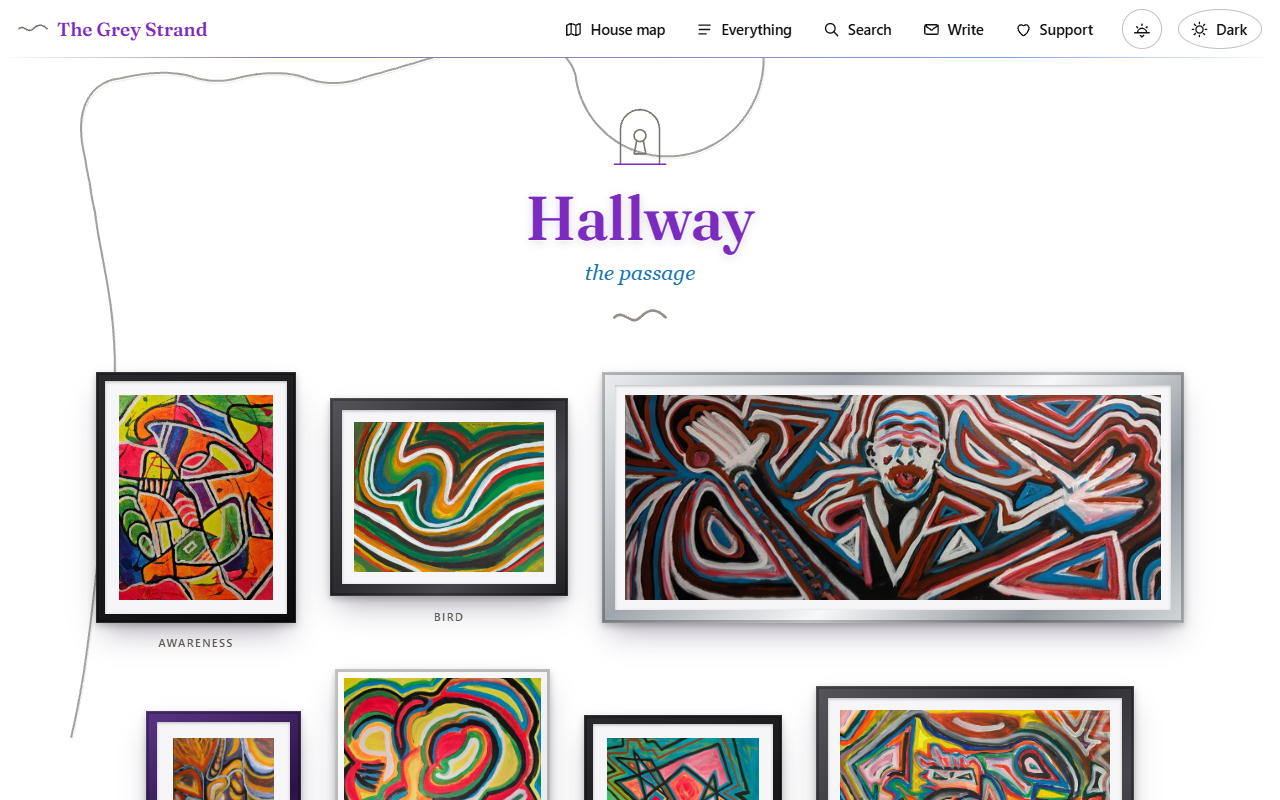 The Grey Strand
House map
Everything
Search
Write
Support
Dark
Hallway
the passage
AWARENESS
BIRD